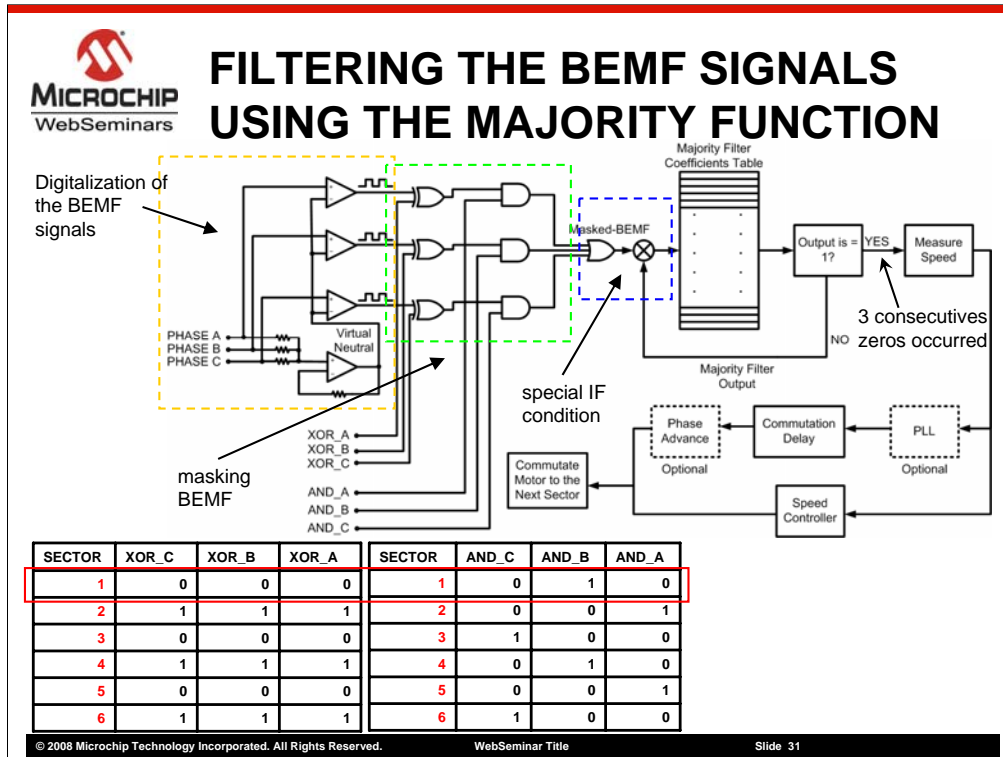 MICROCHIP
WebSeminars
FILTERING THE BEMF SIGNALS
USING THE MAJORITY FUNCTION
Digitalization of
the BEMF
signals
Majority Filter
Coefficients Table
Masked-BEMF
Output is =
1?
YES
Measure
Speed
3 consecutives
zeros occurred
NO
PHASE A
PHASE B
PHASE C
Virtual
Neutral
Majority Filter
Output
special IF
condition
masking
BEMF
XOR_A
XOR_B
XOR_C
AND_A
AND_B
AND_C
Phase
Advance
Optional
Commutation
Delay
PLL
Optional
Commutate
Motor to the
Next Sector
Speed
Controller
SECTOR XOR_C XOR_B XOR_A SECTOR AND_C AND_B AND_A
1 0 0 0 1 0 1 0
2 1 1 1 2 0 0 1
3 0 0 0 3 1 0 0
4 1 1 1 4 0 1 0
5 0 0 0 5 0 0 1
6 1 1 1 6 1 0 0
© 2008 Microchip Technology Incorporated. All Rights Reserved. WebSeminar Title Slide 31